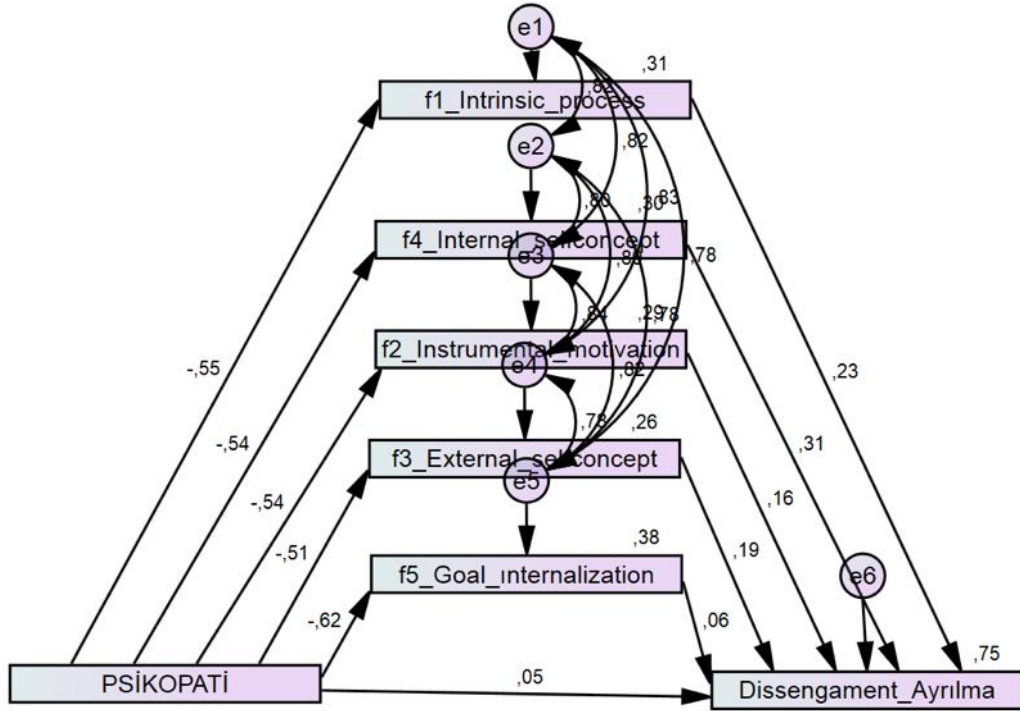 e1
,31
f1_Intrinsic_process
,82
e2
,82
,80
,30
,83
f4_Internal_selfconcept
e3
,78
,84
,29
,78
f2_Instrumental_motivation
e4
,82
-,55
,23
,78
,26
-,54
,31
f3_External_selfconcept
e5
-,54
,16
-,51
,38
,19
f5_Goal_ınternalization
e6
-,62
,06
PSİKOPATİ
,05
,75
Dissengament_Ayrılma